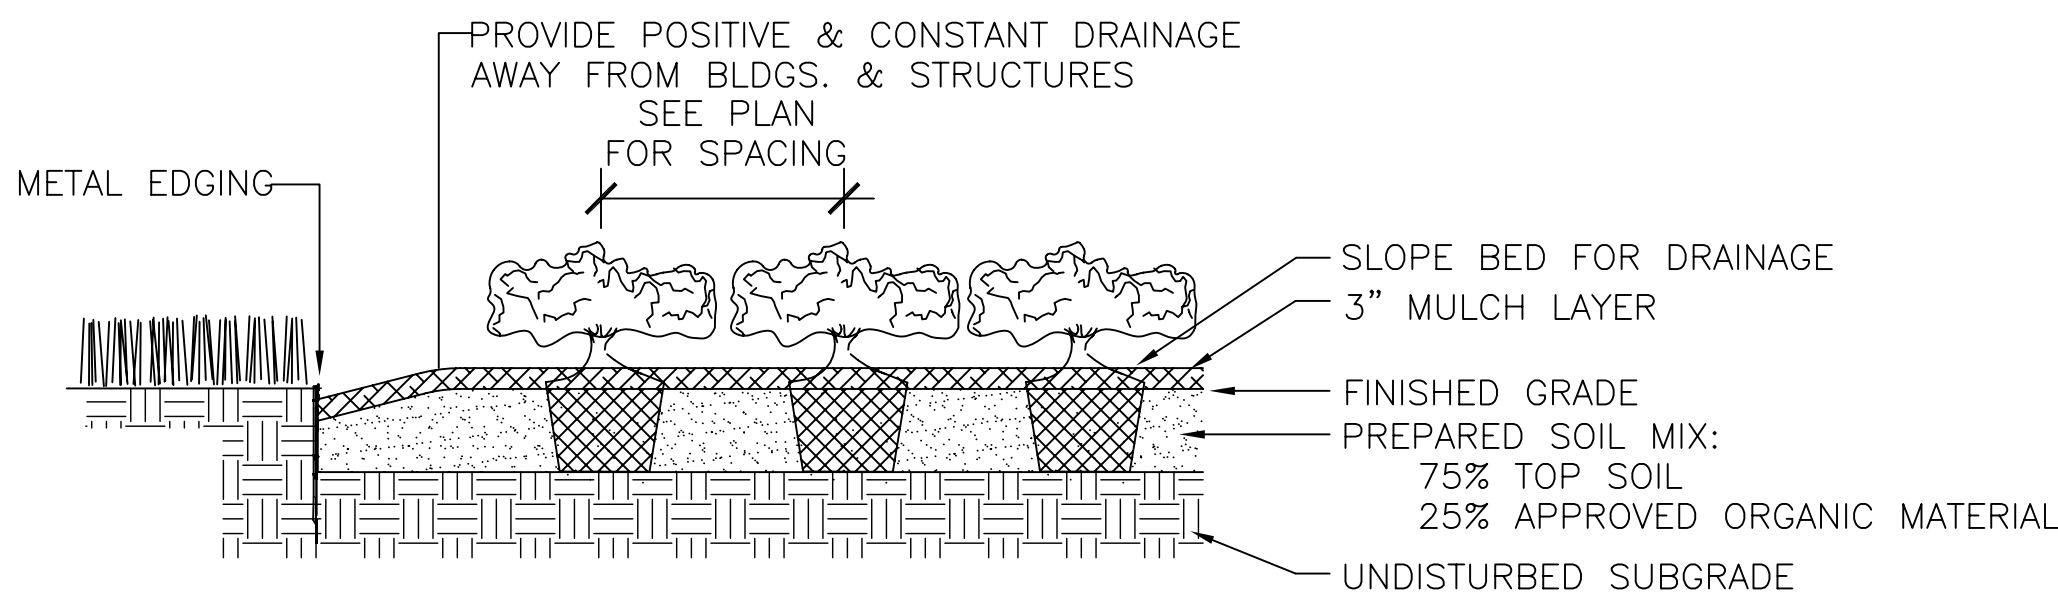 PROVIDE POSITIVE & CONSTANT DRAINAGE
AWAY FROM BLDGS. & STRUCTURES
SEE PLAN
FOR SPACING
METAL EDGING
SLOPE BED FOR DRAINAGE
3” MULCH LAYER
FINISHED GRADE
PREPARED SOIL MIX:
75% TOP SOIL
25% APPROVED ORGANIC MATERIAL
UNDISTURBED SUBGRADE